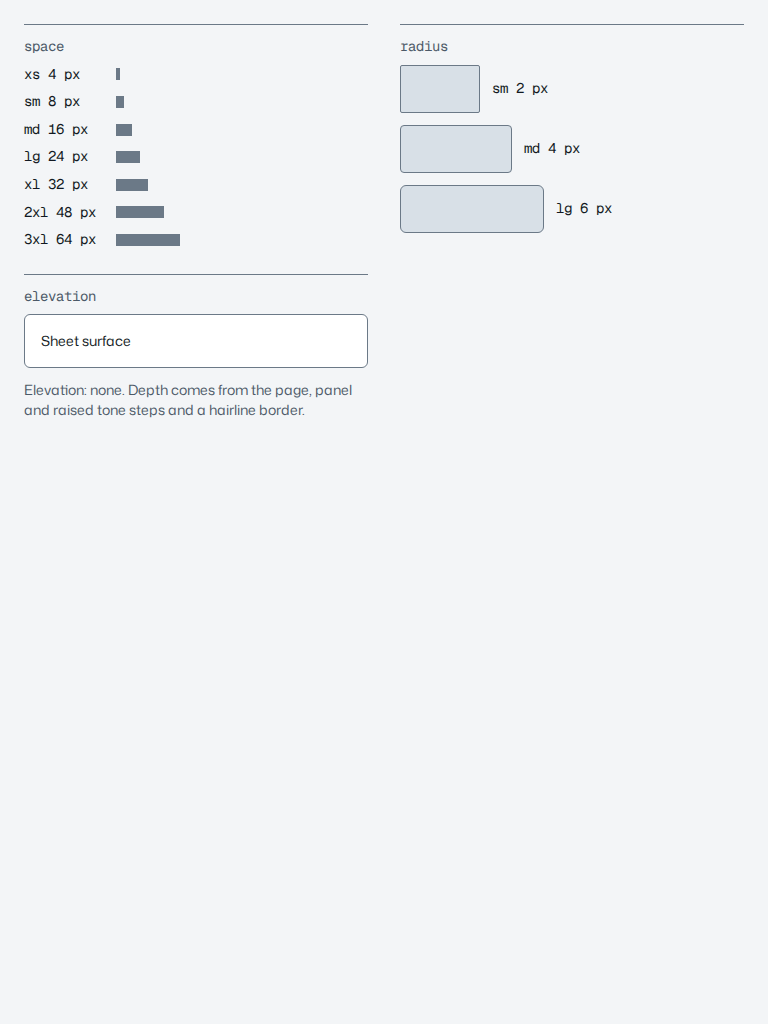 space
xs 4 px
sm 8 px
md 16 px
lg 24 px
xl 32 px
2xl 48 px
3xl 64 px
radius
sm 2 px
md 4 px
lg 6 px
elevation
Sheet surface
Elevation: none. Depth comes from the page, panel
and raised tone steps and a hairline border.